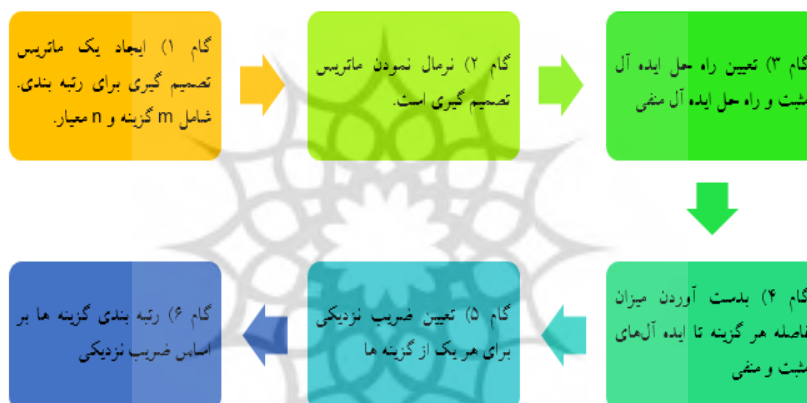 گام ۱) ایجاد یک ماتریس
تصمیم گیری برای رتبه بندی.
شامل m گزینه و n معیار.
گام ۲) نرمال نمودن ماتریس
تصمیم گیری است.
گام ۳) تعیین راه حل ایده آل
مثبت و راه حل ایده آل منفی
گام ۴) بدست آوردن میزان
فاصله هر گزینه تا ایده آل‌های
مثبت و منفی
گام ۵) تعیین ضریب نزدیکی
برای هر یک از گزینه ها
گام ۶) رتبه بندی گزینه ها بر
اساس ضریب نزدیکی